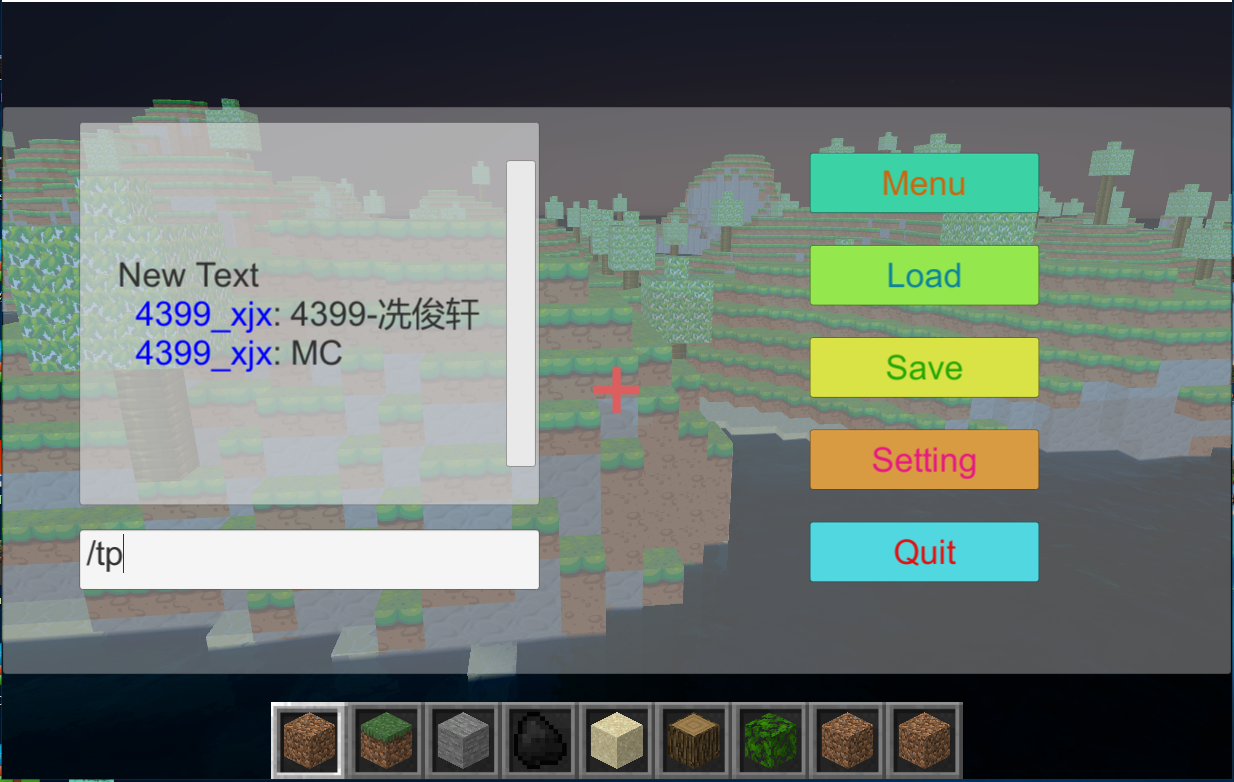 New Text
4399_xjx: 4399-冼俊轩
4399_xjx: MC
/tp
Menu
Load
Save
Setting
Quit